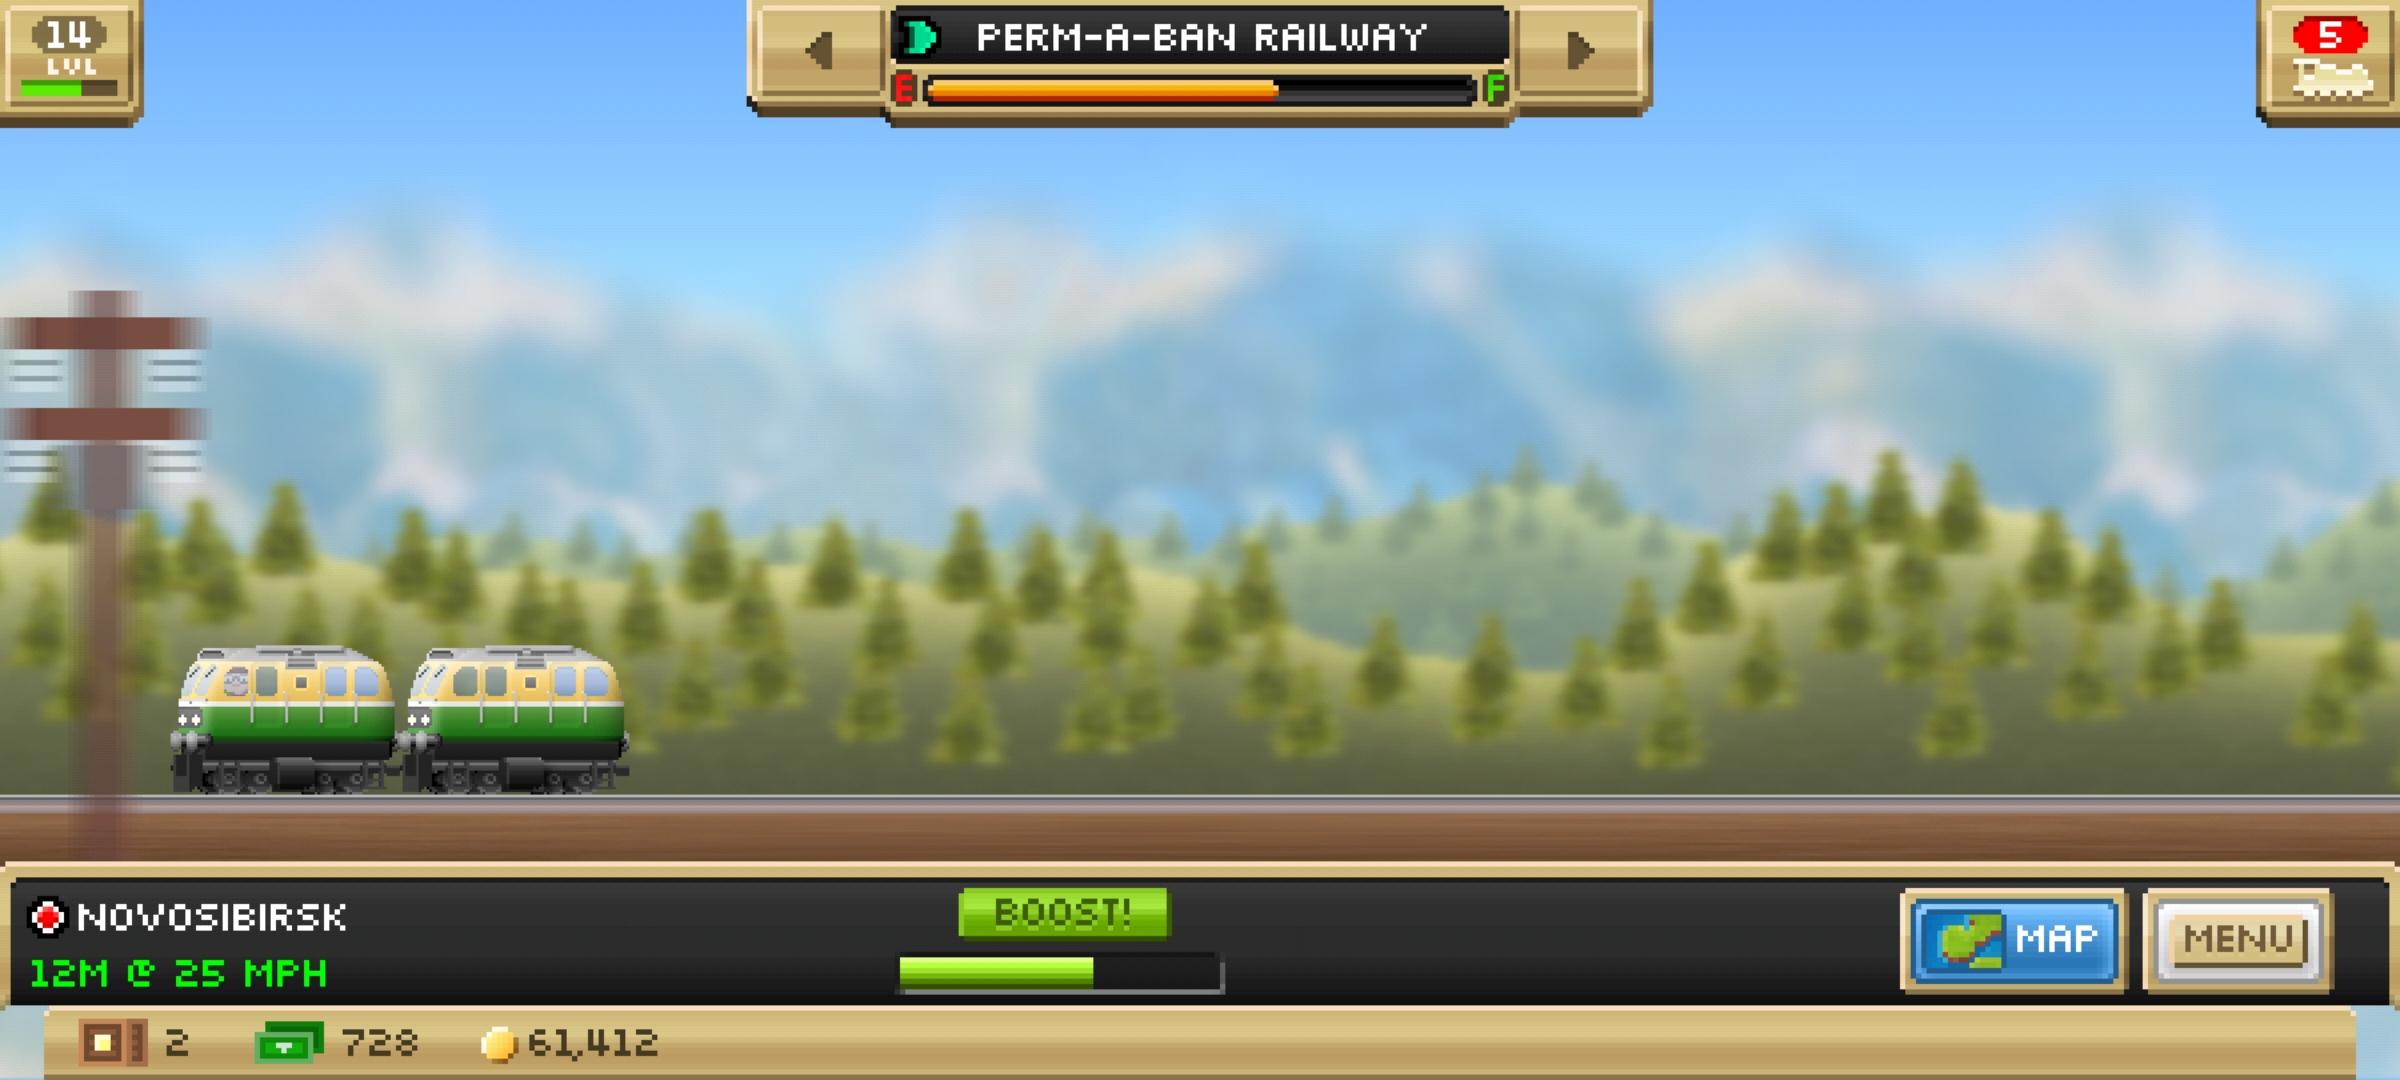 14
LVL
PERM-A-BAN RAILWAY
E
F
5
NOVOSIBIRSK
12M @ 25 MPH
BOOST!
MAP
MENU
2
728
61,412